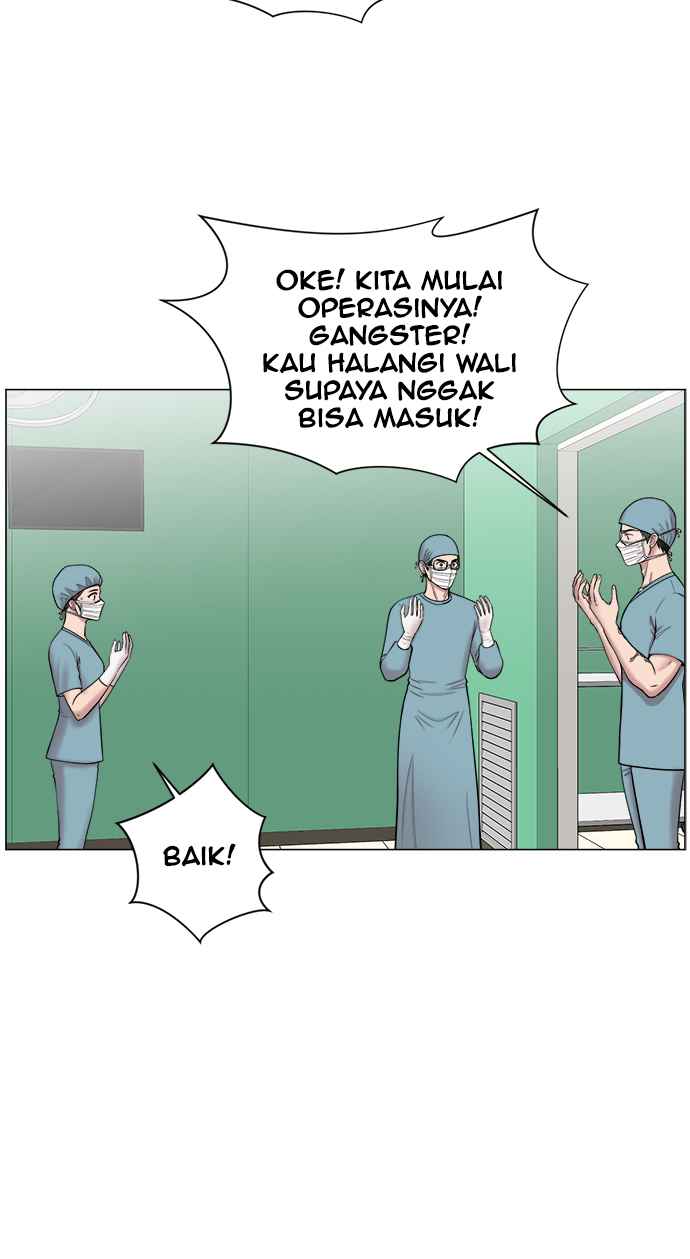 OKE! KITA MULAI
OPERASINYA!
GANGSTER!
KAU HALANGI WALI
SUPAYA NGGAK
BISA MASUK!
BAIK!